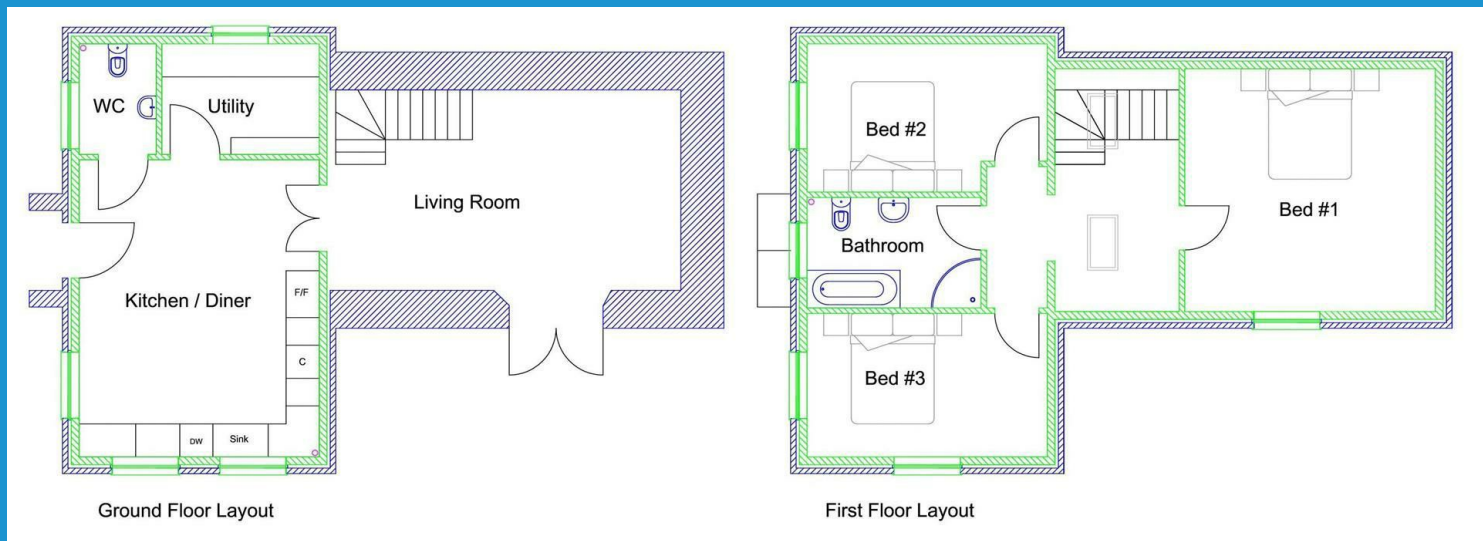 WC
Utility
Living Room
Kitchen / Diner
F/F
C
DW
Sink
Ground Floor Layout
Bed #2
Bed #1
Bathroom
Bed #3
First Floor Layout